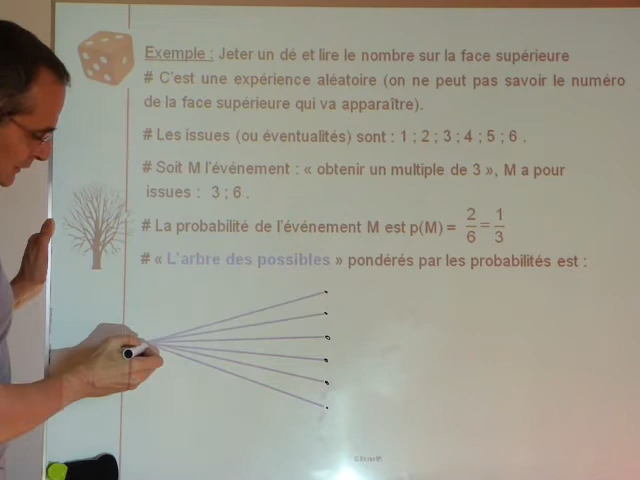 Exemple : Jeter un dé et lire le nombre sur la face supérieure
# C'est une expérience aléatoire (on ne peut pas savoir le numéro
de la face supérieure qui va apparaître).
# Les issues (ou éventualités) sont : 1 ; 2 ; 3 ; 4 ; 5 ; 6 .
# Soit M l'événement : « obtenir un multiple de 3 », M a pour
issues : 3 ; 6 .
# La probabilité de l'événement M est p(M) = 2/6 = 1/3
# « L'arbre des possibles » pondérés par les probabilités est :